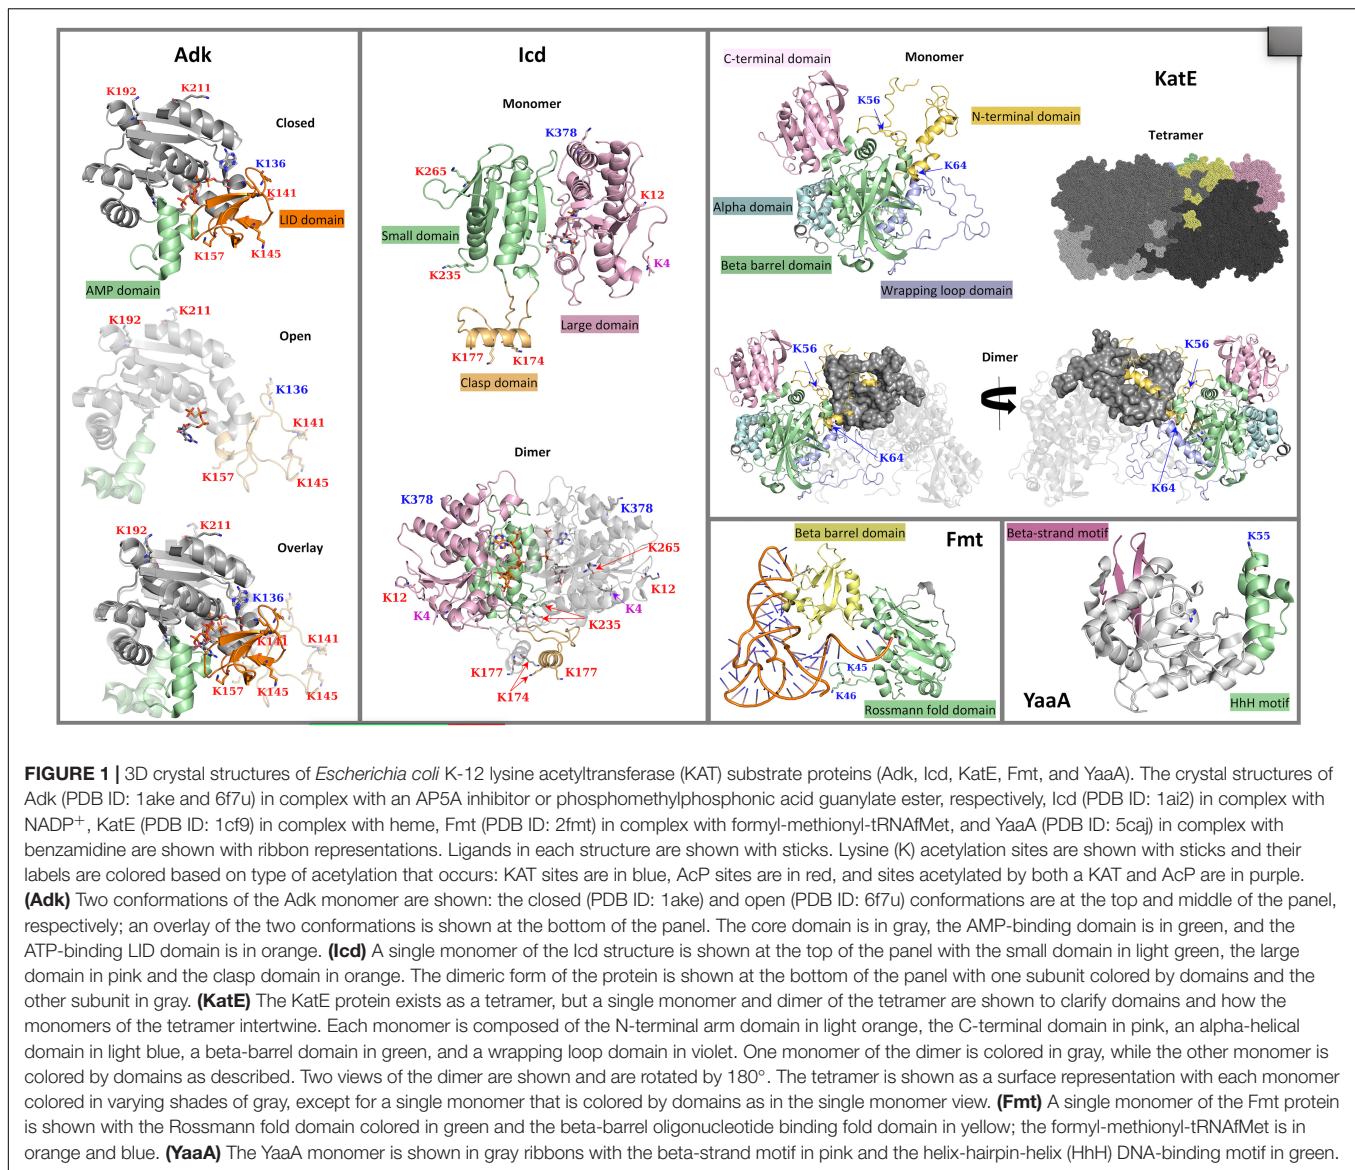 Adk
K192
K211
Closed
K136
K141
LID domain
K157
K145
AMP domain
K211
K192
Open
K136
K141
K157
K145
K192
K211
Overlay
K136
K141
K141
K157
K145
K145
Icd
Monomer
K378
K265
K12
Small domain
K235
K4
Large domain
K177
K174
Clasp domain
Dimer
K378
K378
K265
K12
K12
K4
K4
K235
K177
K177
K174
C-terminal domain
Monomer
KatE
K56
N-terminal domain
Tetramer
K64
Alpha domain
Beta barrel domain
Wrapping loop domain
K56
Dimer
K56
K64
K64
Beta barrel domain
Fmt
K45
K46
Rossmann fold domain
Beta-strand motif
K55
YaaA
HhH motif
FIGURE 1 | 3D crystal structures of Escherichia coli K-12 lysine acetyltransferase (KAT) substrate proteins (Adk, Icd, KatE, Fmt, and YaaA). The crystal structures of
Adk (PDB ID: 1ake and 6f7u) in complex with an AP5A inhibitor or phosphomethylphosphonic acid guanylate ester, respectively, Icd (PDB ID: 1ai2) in complex with
NADP+, KatE (PDB ID: 1cf9) in complex with heme, Fmt (PDB ID: 2fmt) in complex with formyl-methionyl-tRNAfMet, and YaaA (PDB ID: 5caj) in complex with
benzamidine are shown with ribbon representations. Ligands in each structure are shown with sticks. Lysine (K) acetylation sites are shown with sticks and their
labels are colored based on type of acetylation that occurs: KAT sites are in blue, AcP sites are in red, and sites acetylated by both a KAT and AcP are in purple.
(Adk) Two conformations of the Adk monomer are shown: the closed (PDB ID: 1ake) and open (PDB ID: 6f7u) conformations are at the top and middle of the panel,
respectively; an overlay of the two conformations is shown at the bottom of the panel. The core domain is in gray, the AMP-binding domain is in green, and the
ATP-binding LID domain is in orange. (Icd) A single monomer of the Icd structure is shown at the top of the panel with the small domain in light green, the large
domain in pink and the clasp domain in orange. The dimeric form of the protein is shown at the bottom of the panel with one subunit colored by domains and the
other subunit in gray. (KatE) The KatE protein exists as a tetramer, but a single monomer and dimer of the tetramer are shown to clarify domains and how the
monomers of the tetramer intertwine. Each monomer is composed of the N-terminal arm domain in light orange, the C-terminal domain in pink, an alpha-helical
domain in light blue, a beta-barrel domain in green, and a wrapping loop domain in violet. One monomer of the dimer is colored in gray, while the other monomer is
colored by domains as described. Two views of the dimer are shown and are rotated by 180°. The tetramer is shown as a surface representation with each monomer
colored in varying shades of gray, except for a single monomer that is colored by domains as in the single monomer view. (Fmt) A single monomer of the Fmt protein
is shown with the Rossmann fold domain colored in green and the beta-barrel oligonucleotide binding fold domain in yellow; the formyl-methionyl-tRNAfMet is in
orange and blue. (YaaA) The YaaA monomer is shown in gray ribbons with the beta-strand motif in pink and the helix-hairpin-helix (HhH) DNA-binding motif in green.